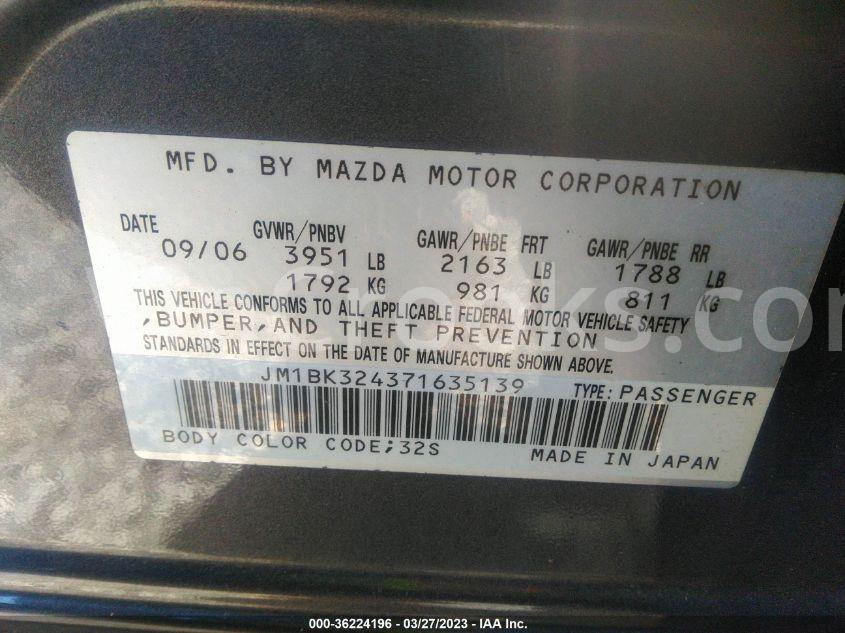 MFD. BY MAZDA MOTOR CORPORATION
DATE GVWR/PNBV GAWR/PNBE FRT GAWR/PNBE RR
09/06 3951 LB 2163 LB 1788 LB
1792 KG 981 KG 811 KG
THIS VEHICLE CONFORMS TO ALL APPLICABLE FEDERAL MOTOR VEHICLE SAFETY
,BUMPER,AND THEFT PREVENTION
STANDARDS IN EFFECT ON THE DATE OF MANUFACTURE SHOWN ABOVE.
JM1BK324371635139 TYPE: PASSENGER
BODY COLOR CODE;32S MADE IN JAPAN
000-36224196 - 03/27/2023 - IAA Inc.